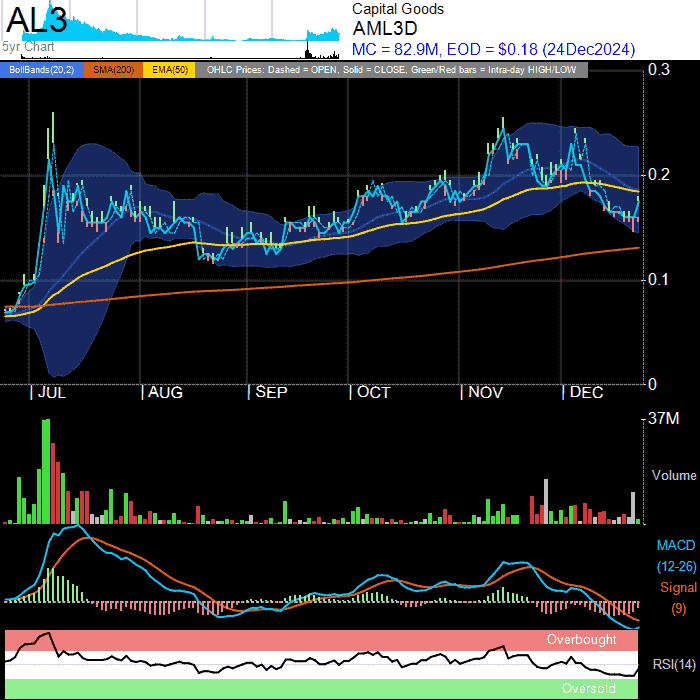 AL3
5yr Chart
Capital Goods
AML3D
MC = 82.9M, EOD = $0.18 (24Dec2024)
BollBands(20,2) SMA(200) EMA(50) OHLC Prices: Dashed = OPEN, Solid = CLOSE, Green/Red bars = Intra-day HIGH/LOW
0.3
0.2
0.1
0
| JUL | AUG | SEP | OCT | NOV | DEC
37M
Volume
MACD
(12-26)
Signal
(9)
Overbought
RSI(14)
Oversold